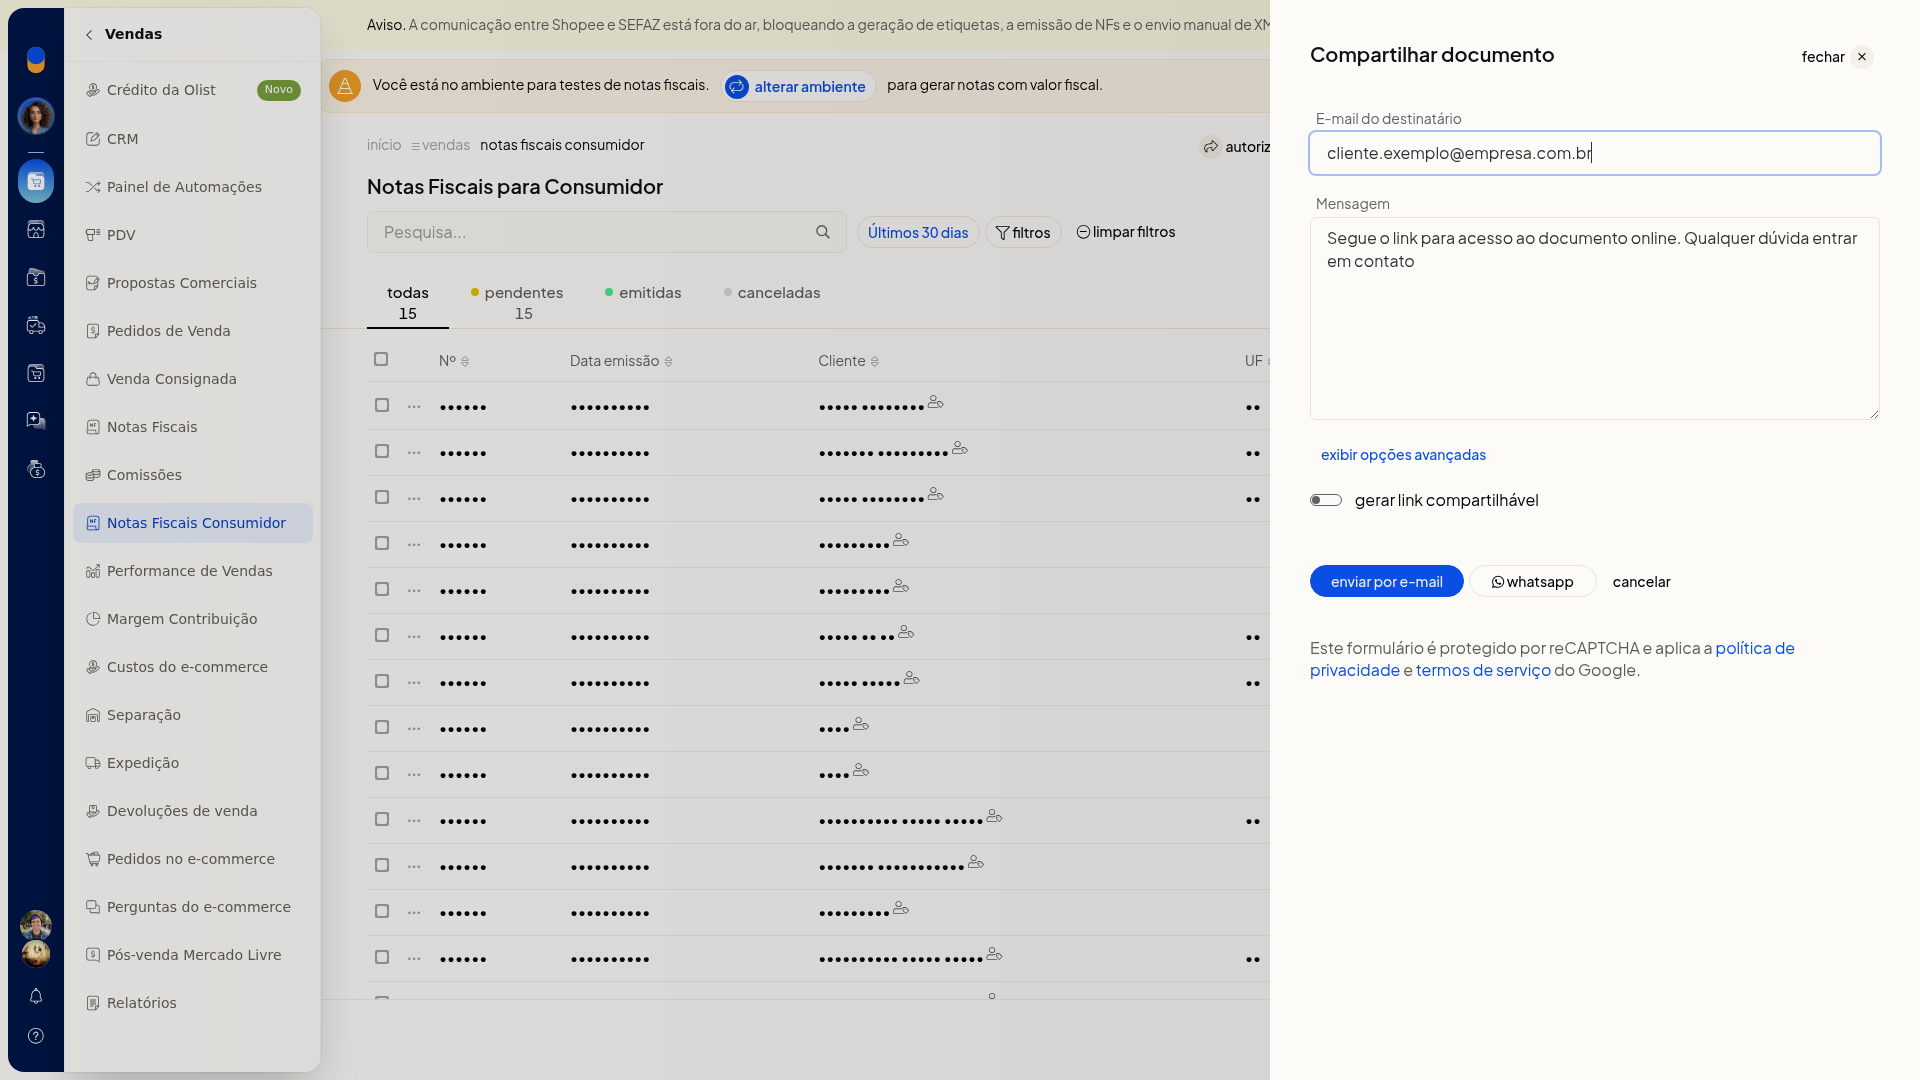 Vendas
Crédito da Olist Novo
CRM
Painel de Automações
PDV
Propostas Comerciais
Pedidos de Venda
Venda Consignada
Notas Fiscais
Comissões
Notas Fiscais Consumidor
Performance de Vendas
Margem Contribuição
Custos do e-commerce
Separação
Expedição
Devoluções de venda
Pedidos no e-commerce
Perguntas do e-commerce
Pós-venda Mercado Livre
Relatórios
Aviso. A comunicação entre Shopee e SEFAZ está fora do ar, bloqueando a geração de etiquetas, a emissão de NFs e o envio manual de
Você está no ambiente para testes de notas fiscais. alterar ambiente para gerar notas com valor fiscal.
início vendas notas fiscais consumidor
Notas Fiscais para Consumidor
Pesquisa... Últimos 30 dias filtros limpar filtros
todas pendentes emitidas canceladas
15 15
Nº Data emissão Cliente UF
Compartilhar documento fechar
E-mail do destinatário
cliente.exemplo@empresa.com.br
Mensagem
Segue o link para acesso ao documento online. Qualquer dúvida entrar
em contato
exibir opções avançadas
gerar link compartilhável
enviar por e-mail whatsapp cancelar
Este formulário é protegido por reCAPTCHA e aplica a política de
privacidade e termos de serviço do Google.